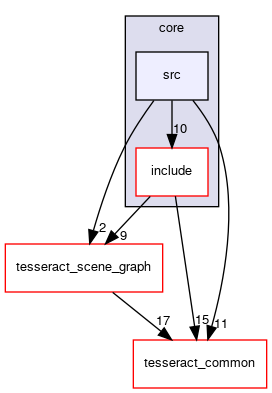 core
src
10
include
2
9
tesseract_scene_graph
17
15
11
tesseract_common